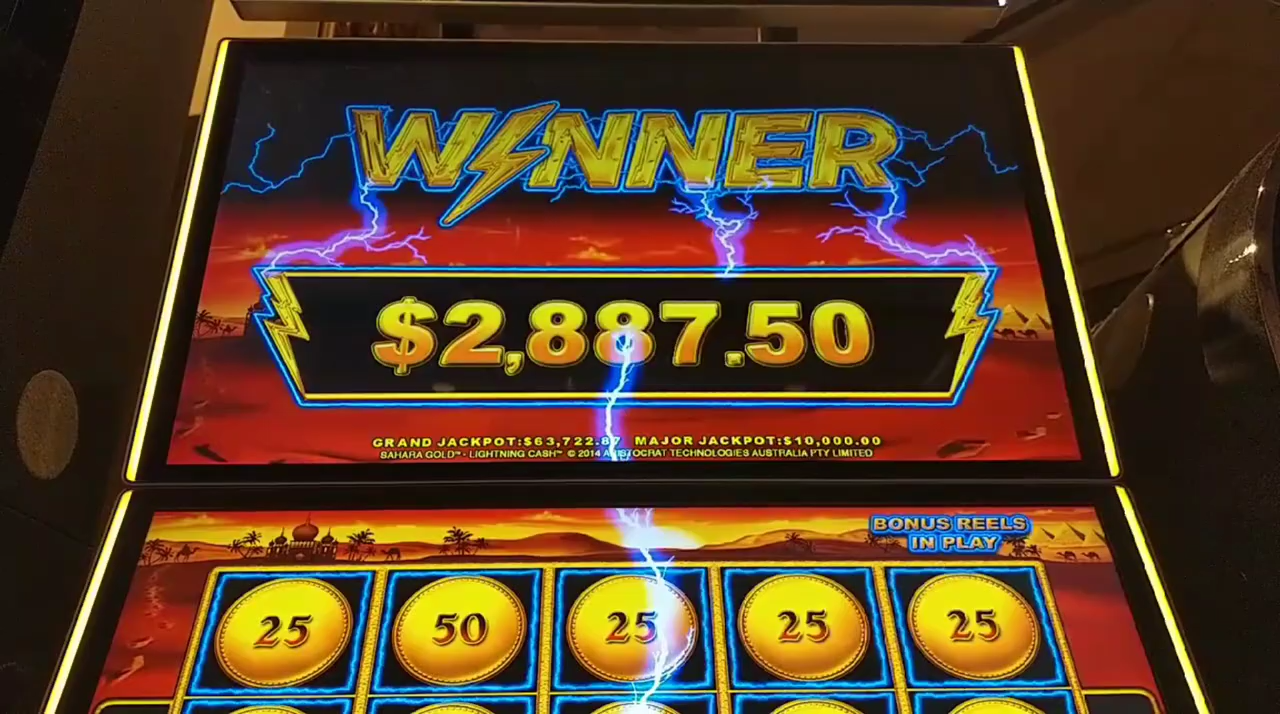 WINNER
$2,887.50
GRAND JACKPOT:$63,722.87 MAJOR JACKPOT:$10,000.00
SAHARA GOLD™ - LIGHTNING CASH™ © 2014 ARISTOCRAT TECHNOLOGIES AUSTRALIA PTY LIMITED
BONUS REELS
IN PLAY
25 50 25 25 25